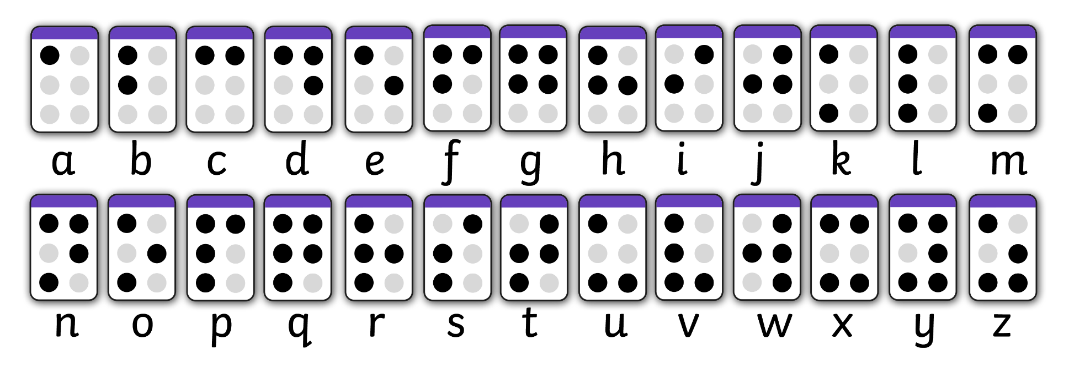 a b c d e f g h i j k l m
n o p q r s t u v w x y z